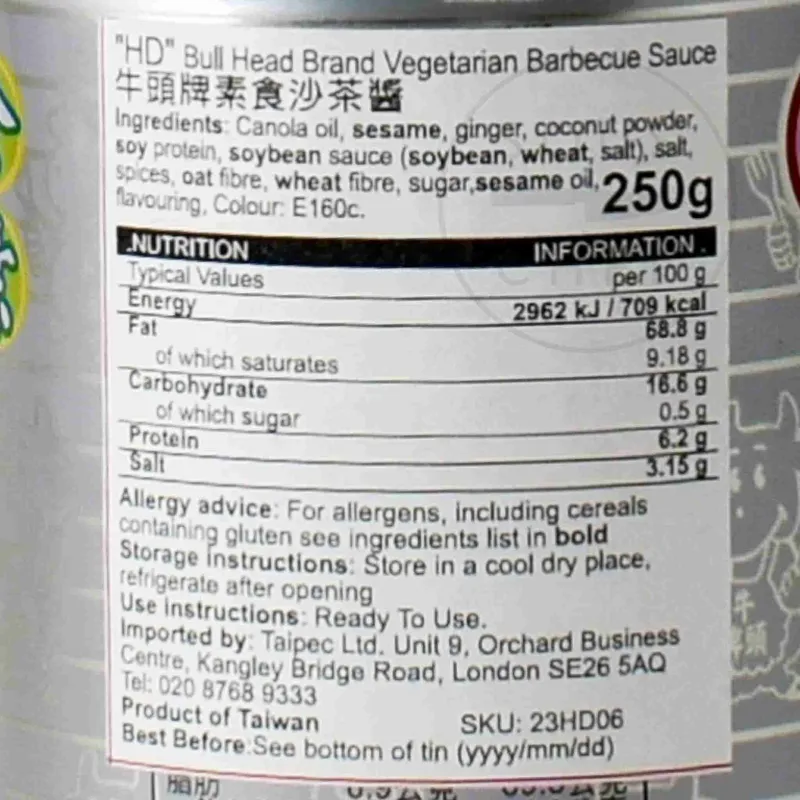 "HD" Bull Head Brand Vegetarian Barbecue Sauce
牛頭牌素食沙茶醬
Ingredients: Canola oil, sesame, ginger, coconut powder,
soy protein, soybean sauce (soybean, wheat, salt), salt,
spices, oat fibre, wheat fibre, sugar,sesame oil,
flavouring, Colour: E160c.
250g
NUTRITION INFORMATION
Typical Values per 100 g
Energy 2962 kJ / 709 kcal
Fat 68.8 g
of which saturates 9.18 g
Carbohydrate 16.6 g
of which sugar 0.5 g
Protein 6.2 g
Salt 3.15 g
Allergy advice: For allergens, including cereals
containing gluten see ingredients list in bold
Storage instructions: Store in a cool dry place,
refrigerate after opening
Use instructions: Ready To Use.
Imported by: Taipec Ltd. Unit 9, Orchard Business
Centre, Kangley Bridge Road, London SE26 5AQ
Tel: 020 8768 9333
Product of Taiwan SKU: 23HD06
Best Before:See bottom of tin (yyyy/mm/dd)